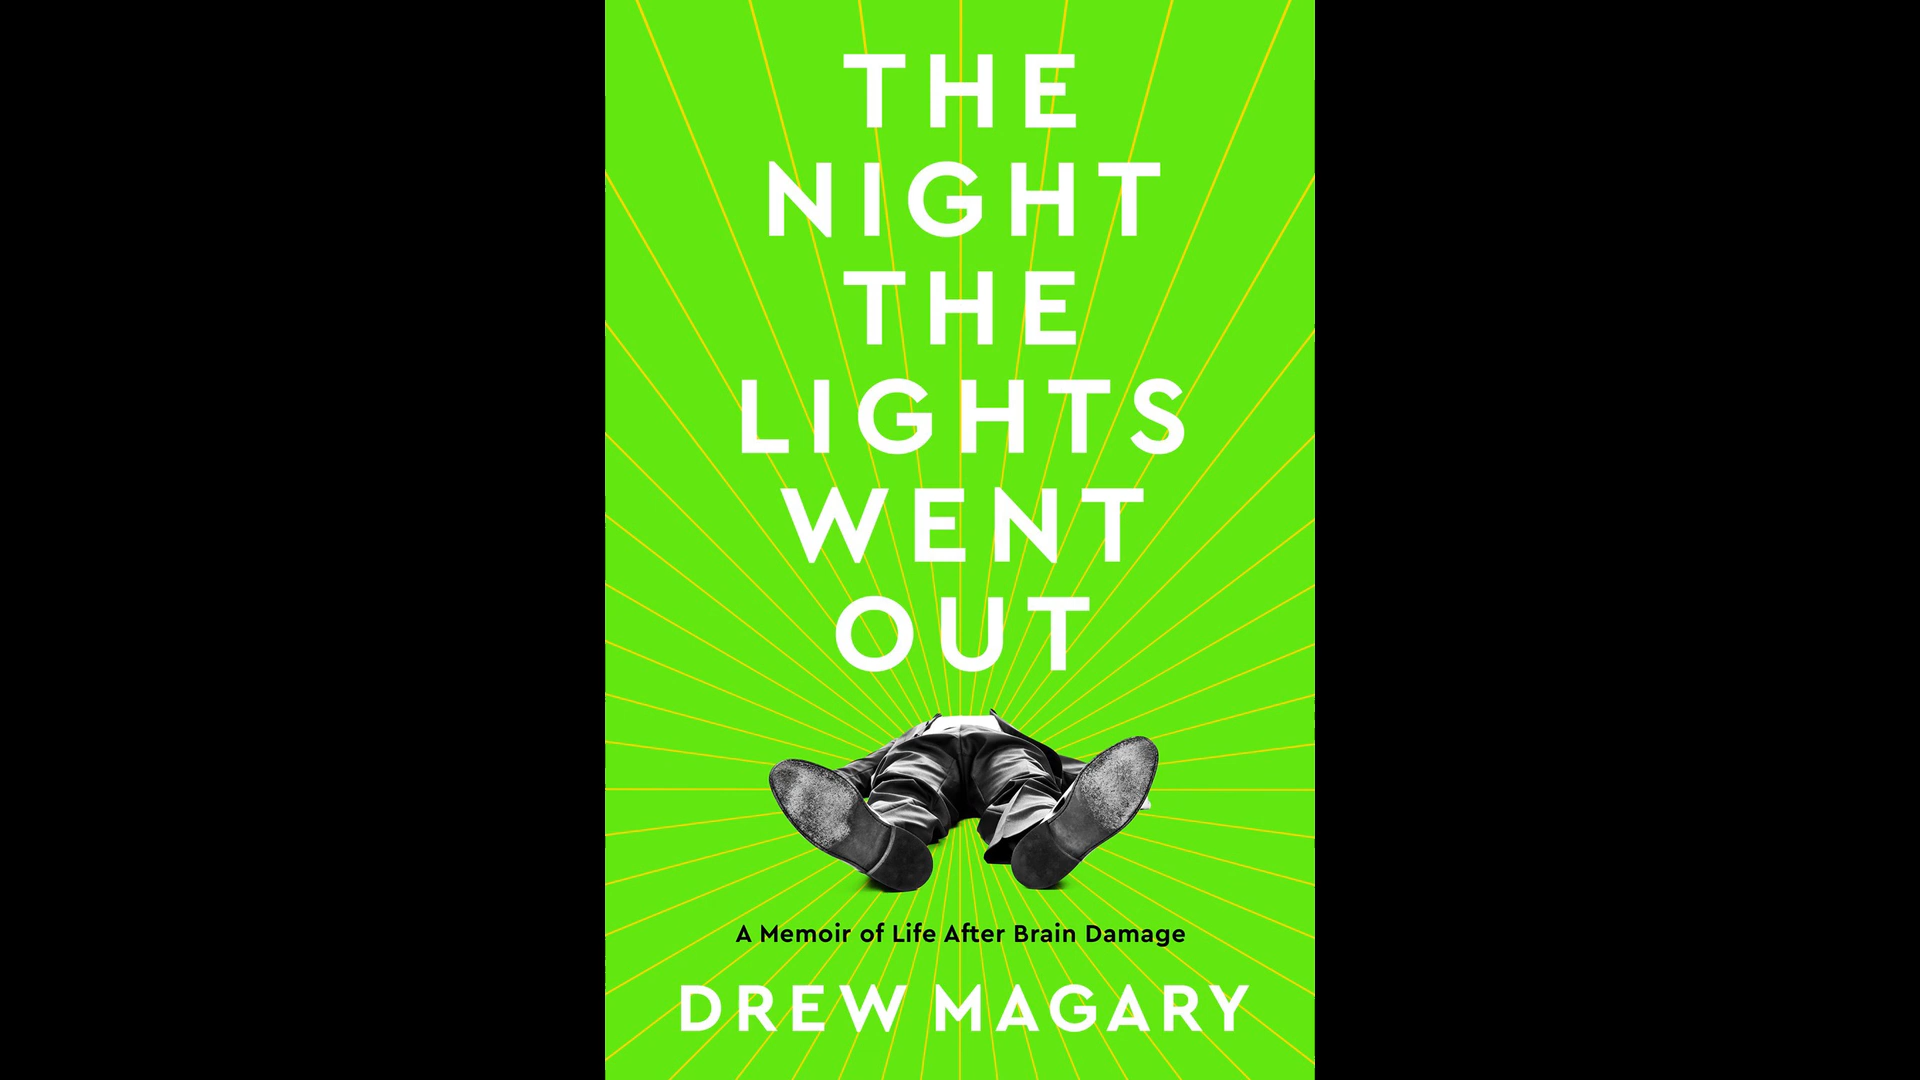 THE
NIGHT
THE
LIGHTS
WENT
OUT
A Memoir of Life After Brain Damage
DREW MAGARY